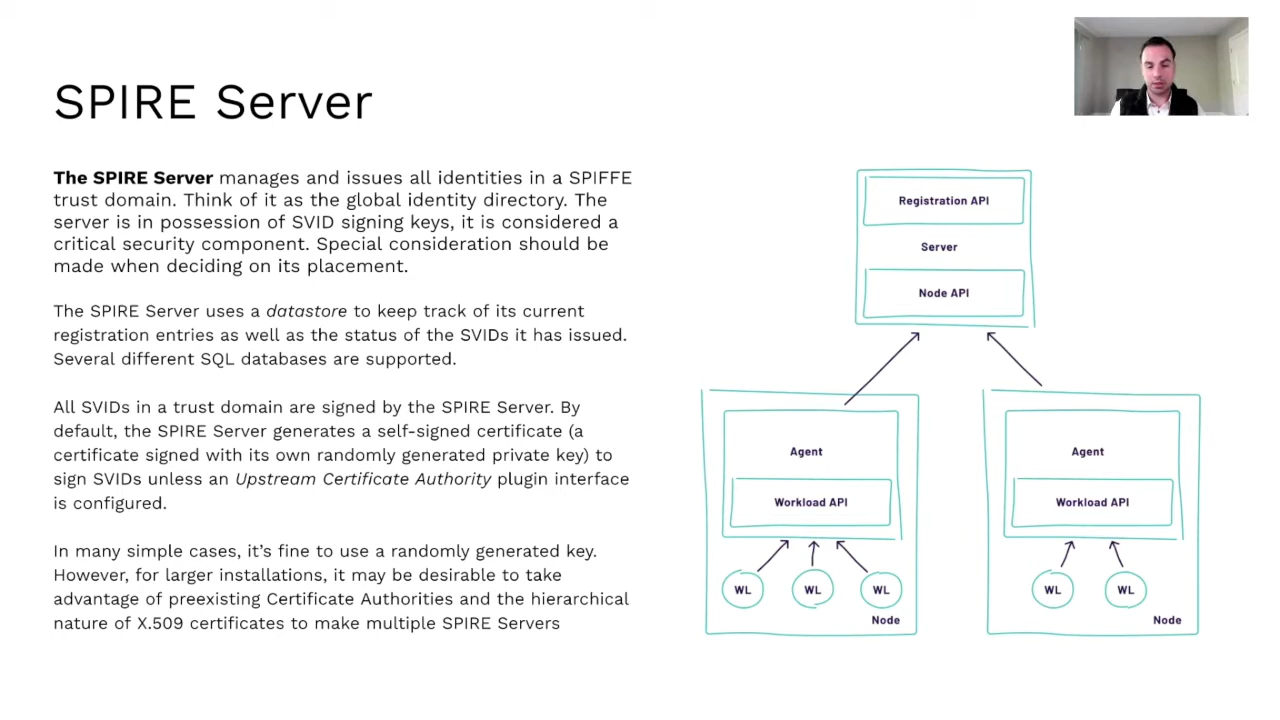 SPIRE Server
The SPIRE Server manages and issues all identities in a SPIFFE
trust domain. Think of it as the global identity directory. The
server is in possession of SVID signing keys, it is considered a
critical security component. Special consideration should be
made when deciding on its placement.
The SPIRE Server uses a datastore to keep track of its current
registration entries as well as the status of the SVIDs it has issued.
Several different SQL databases are supported.
All SVIDs in a trust domain are signed by the SPIRE Server. By
default, the SPIRE Server generates a self-signed certificate (a
certificate signed with its own randomly generated private key) to
sign SVIDs unless an Upstream Certificate Authority plugin interface
is configured.
In many simple cases, it’s fine to use a randomly generated key.
However, for larger installations, it may be desirable to take
advantage of preexisting Certificate Authorities and the hierarchical
nature of X.509 certificates to make multiple SPIRE Servers
Registration API
Server
Node API
Agent
Workload API
WL
WL
WL
Node
Agent
Workload API
WL
WL
Node